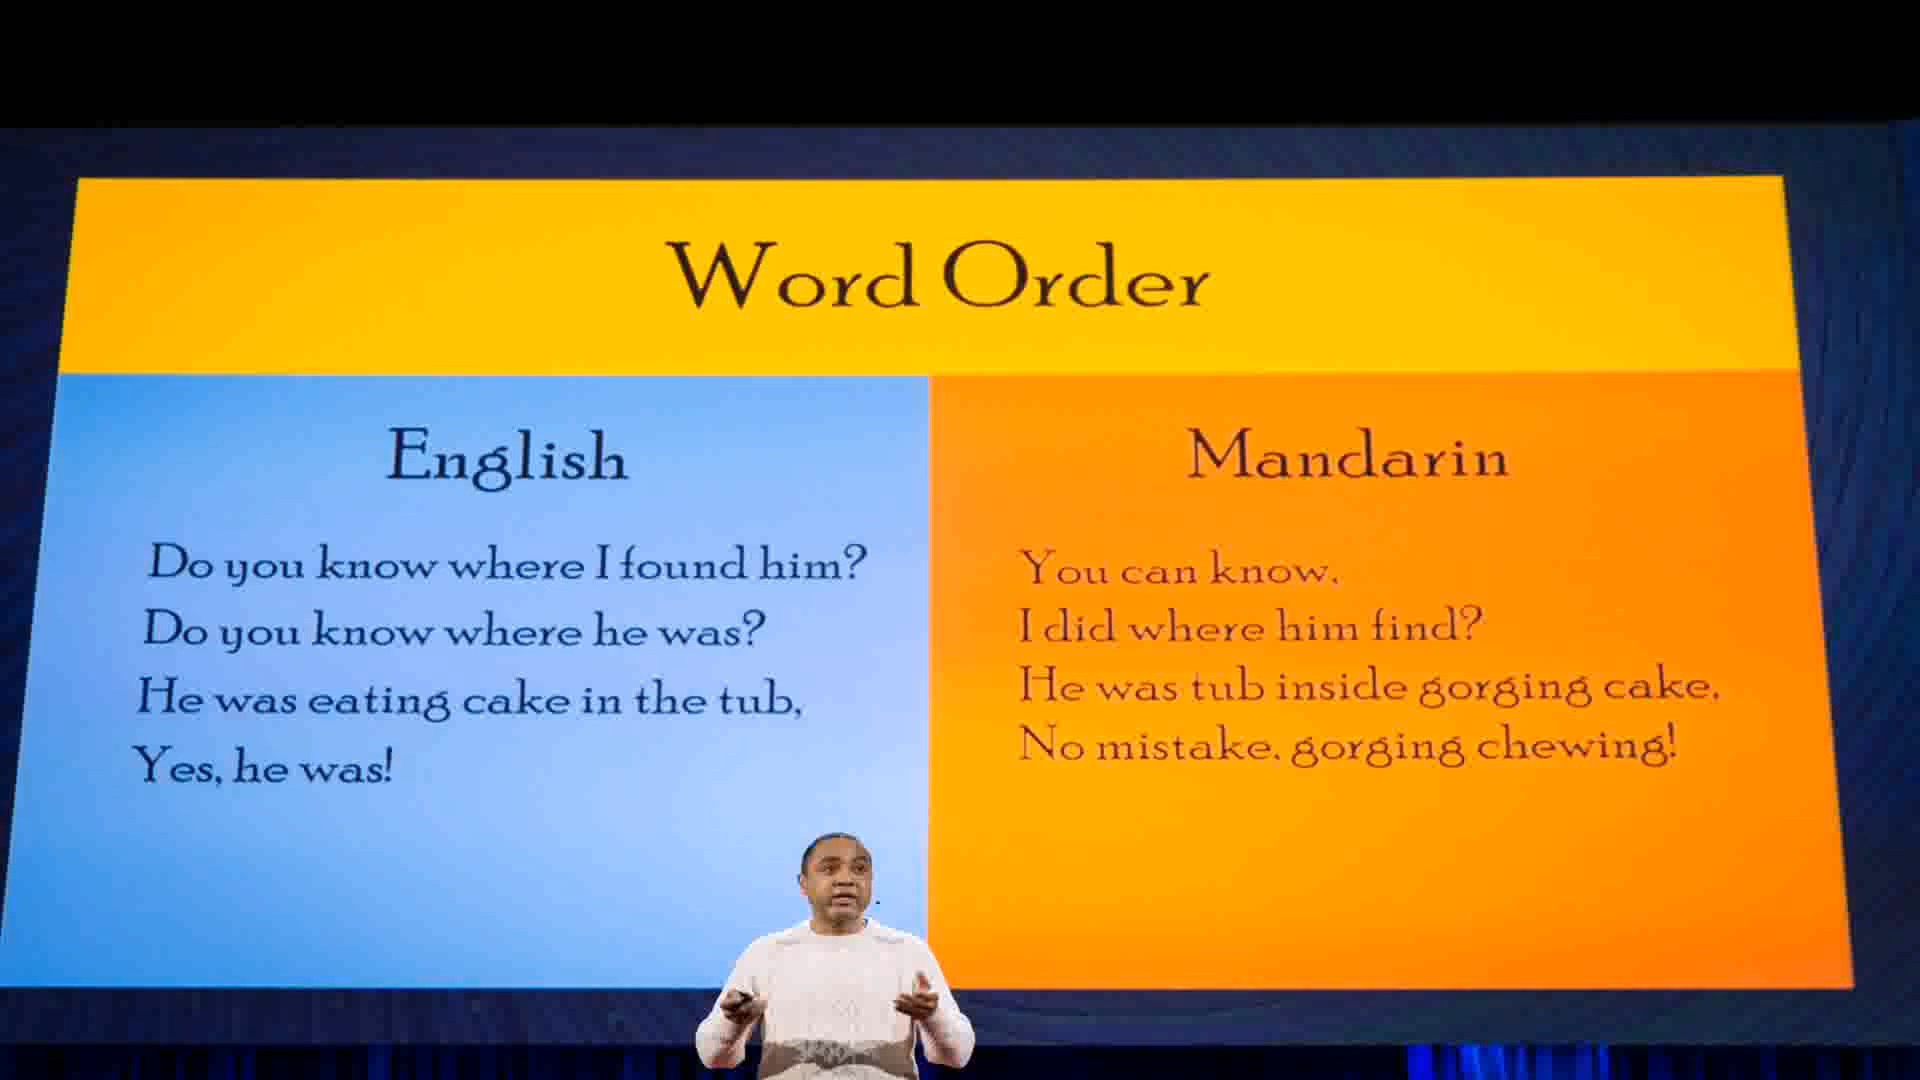 Word Order
English
Do you know where I found him?
Do you know where he was?
He was eating cake in the tub,
Yes, he was!
Mandarin
You can know,
I did where him find?
He was tub inside gorging cake,
No mistake, gorging chewing!